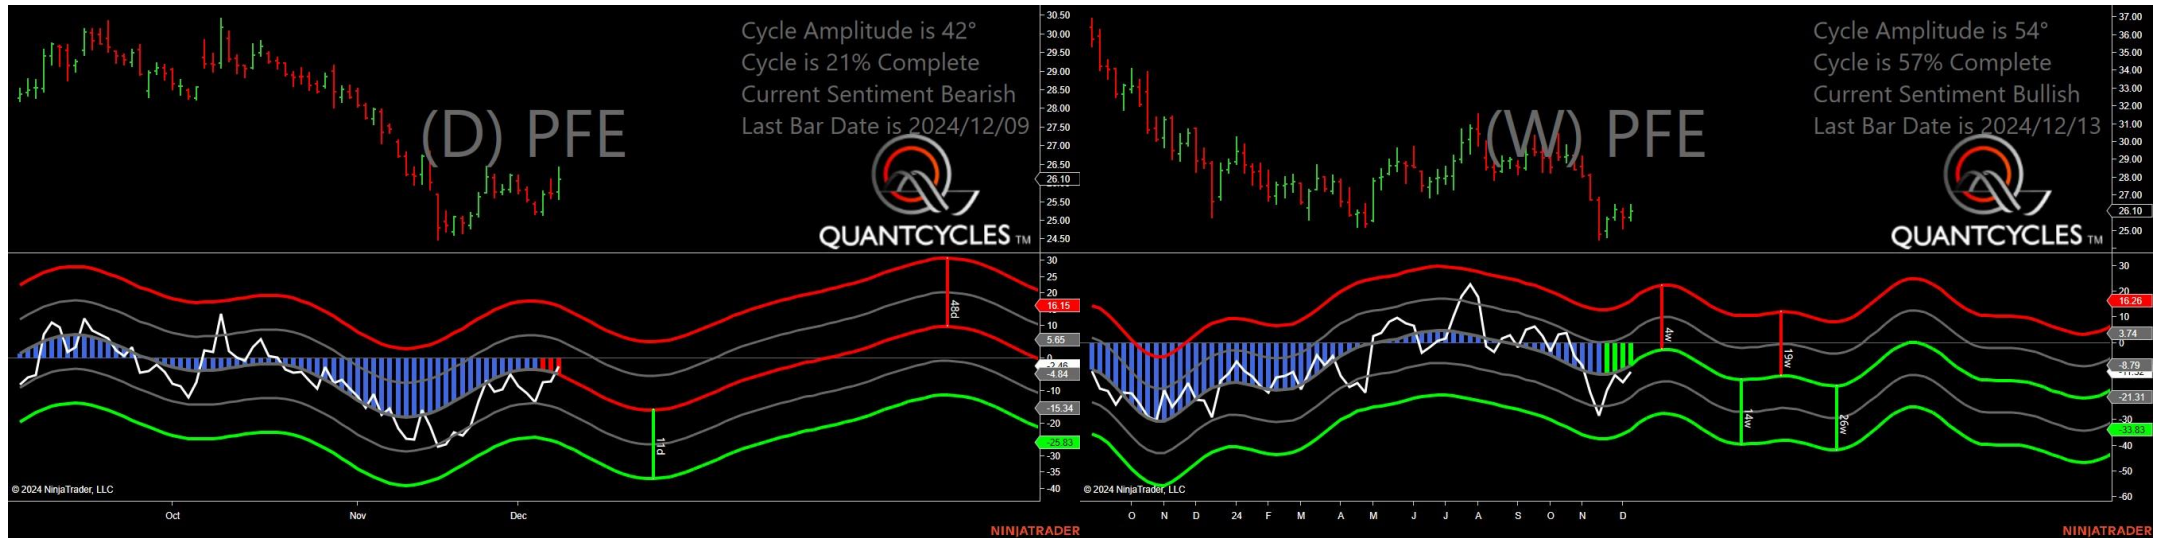 Cycle Amplitude is 42°
Cycle is 21% Complete
Current Sentiment Bearish
Last Bar Date is 2024/12/09
(D) PFE
QUANTCYCLES TM
30.50
30.00
29.50
29.00
28.50
28.00
27.50
27.00
26.50
26.10
25.50
25.00
24.50
30
25
20
16.15
10
5.65
0
-2.46
-4.84
-10
-15.34
-20
-25.83
-30
-35
-40
48d
11d
© 2024 NinjaTrader, LLC
Oct Nov Dec
NINJATRADER
Cycle Amplitude is 54°
Cycle is 57% Complete
Current Sentiment Bullish
Last Bar Date is 2024/12/13
(W) PFE
QUANTCYCLES TM
37.00
36.00
35.00
34.00
33.00
32.00
31.00
30.00
29.00
28.00
27.00
26.10
25.00
30
16.26
10
3.74
0
-8.79
-21.31
-30
-33.83
-40
-50
-60
4w
19w
14w
26w
© 2024 NinjaTrader, LLC
O N D 24 F M A M J J A S O N D
NINJATRADER